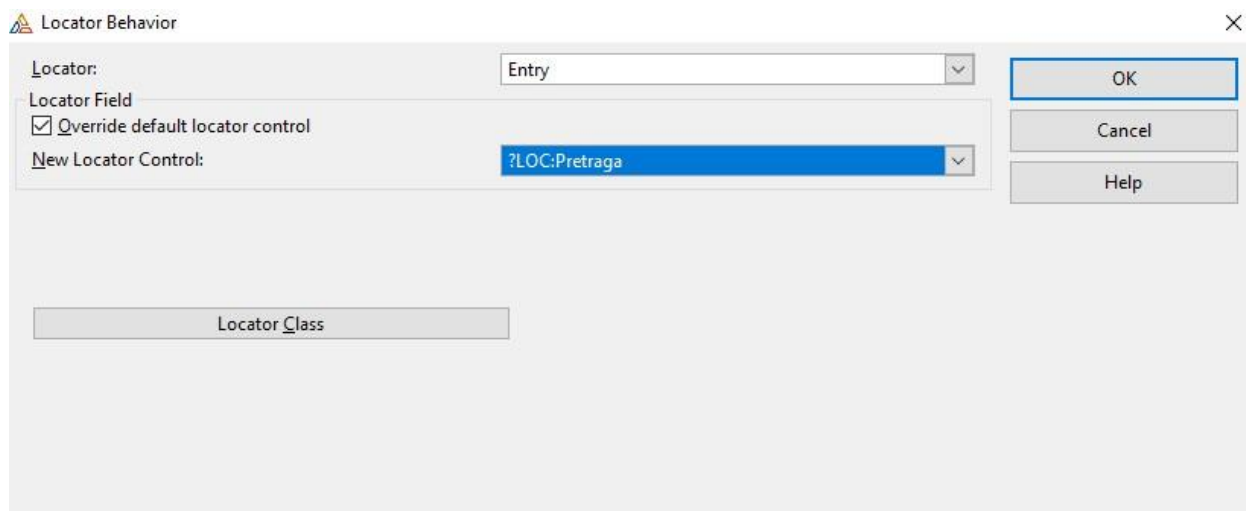 Locator Behavior
Locator:
Entry
OK
Locator Field
Override default locator control
Cancel
New Locator Control:
?LOC:Pretraga
Help
Locator Class